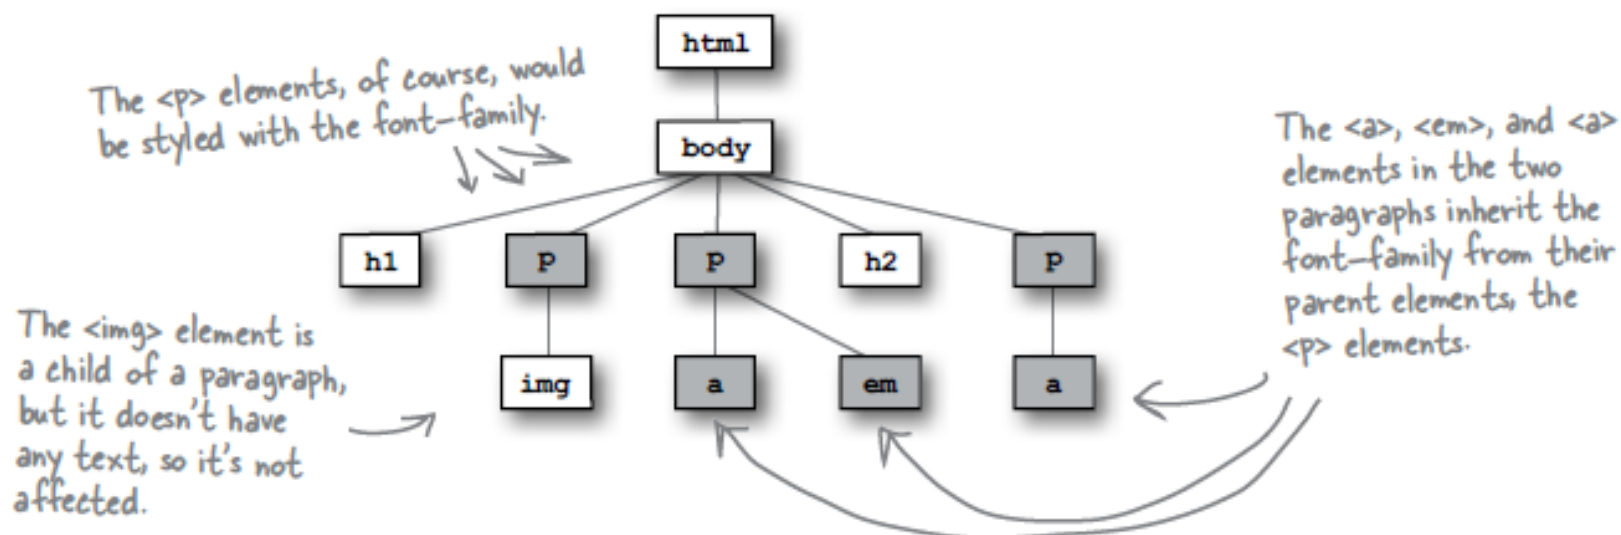 html
The <p> elements, of course, would
be styled with the font-family.
body
The <a>, <em>, and <a>
elements in the two
paragraphs inherit the
font-family from their
parent elements, the
<p> elements.
h1 p p h2 p
The <img> element is
a child of a paragraph,
but it doesn't have
any text, so it's not
affected.
img a em a